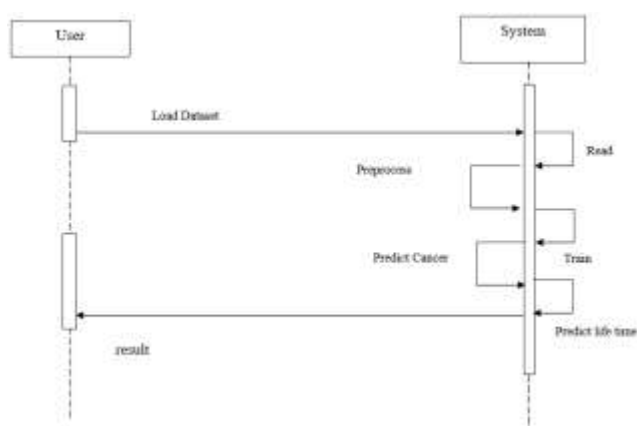 User
System
Load Dataset
Read
Preprocess
Train
Predict Cancer
Predict life time
result